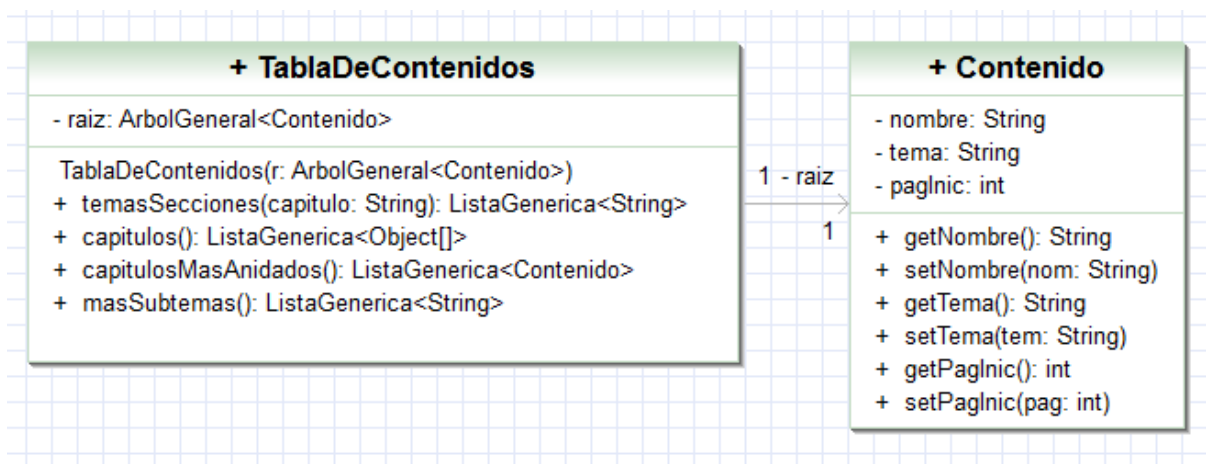 + TablaDeContenidos
- raiz: ArbolGeneral<Contenido>
TablaDeContenidos(r: ArbolGeneral<Contenido>)
+ temasSecciones(capitulo: String): ListaGenerica<String>
+ capitulos(): ListaGenerica<Object[]>
+ capitulosMasAnidados(): ListaGenerica<Contenido>
+ masSubtemas(): ListaGenerica<String>
1 - raiz
1
+ Contenido
- nombre: String
- tema: String
- pagInic: int
+ getNombre(): String
+ setNombre(nom: String)
+ getTema(): String
+ setTema(tem: String)
+ getPagInic(): int
+ setPagInic(pag: int)